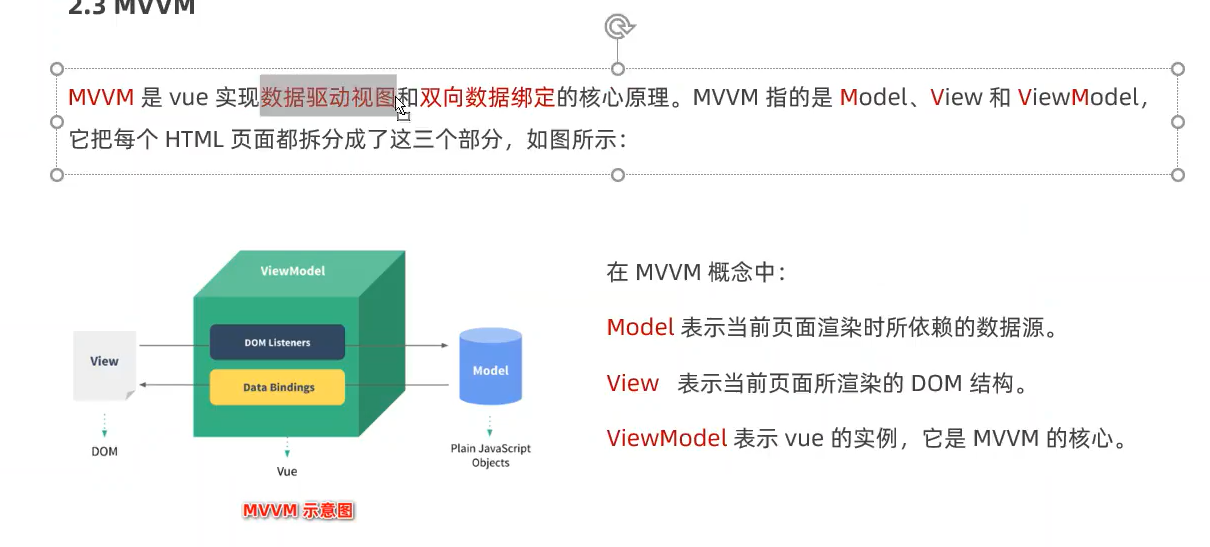 2.3 MVVM
MVVM 是 vue 实现数据驱动视图和双向数据绑定的核心原理。MVVM 指的是 Model、View 和 ViewModel，
它把每个 HTML 页面都拆分成了这三个部分，如图所示：
ViewModel
DOM Listeners
Data Bindings
View
Model
DOM
Vue
Plain JavaScript
Objects
MVVM 示意图
在 MVVM 概念中：
Model 表示当前页面渲染时所依赖的数据源。
View 表示当前页面所渲染的 DOM 结构。
ViewModel 表示 vue 的实例，它是 MVVM 的核心。